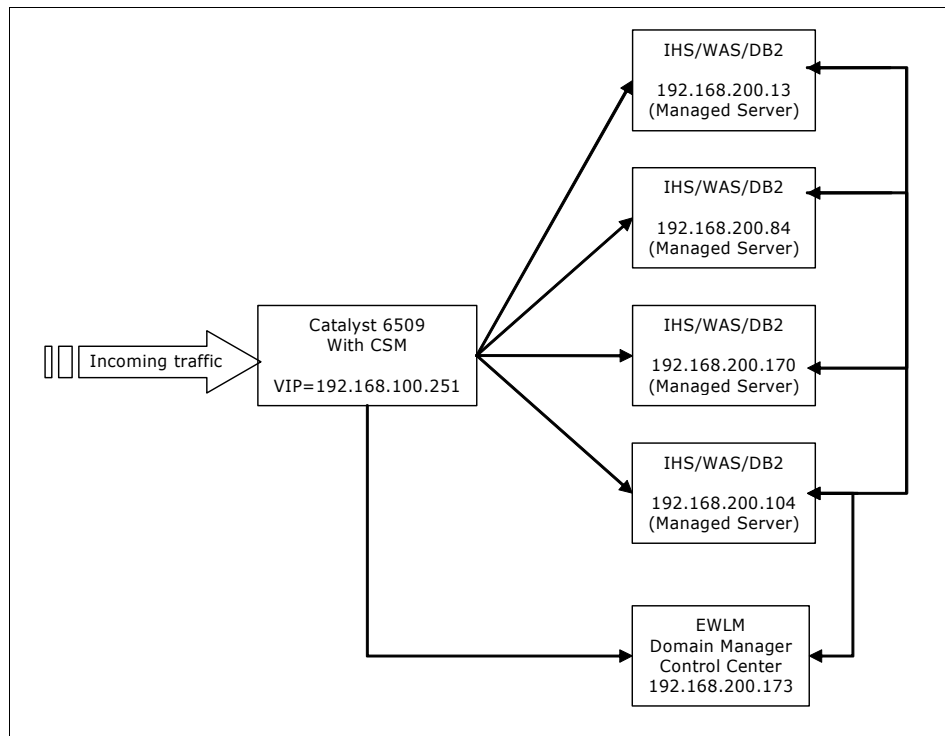 IHS/WAS/DB2
192.168.200.13
(Managed Server)
IHS/WAS/DB2
192.168.200.84
(Managed Server)
Incoming traffic
Catalyst 6509
With CSM
VIP=192.168.100.251
IHS/WAS/DB2
192.168.200.170
(Managed Server)
IHS/WAS/DB2
192.168.200.104
(Managed Server)
EWLM
Domain Manager
Control Center
192.168.200.173